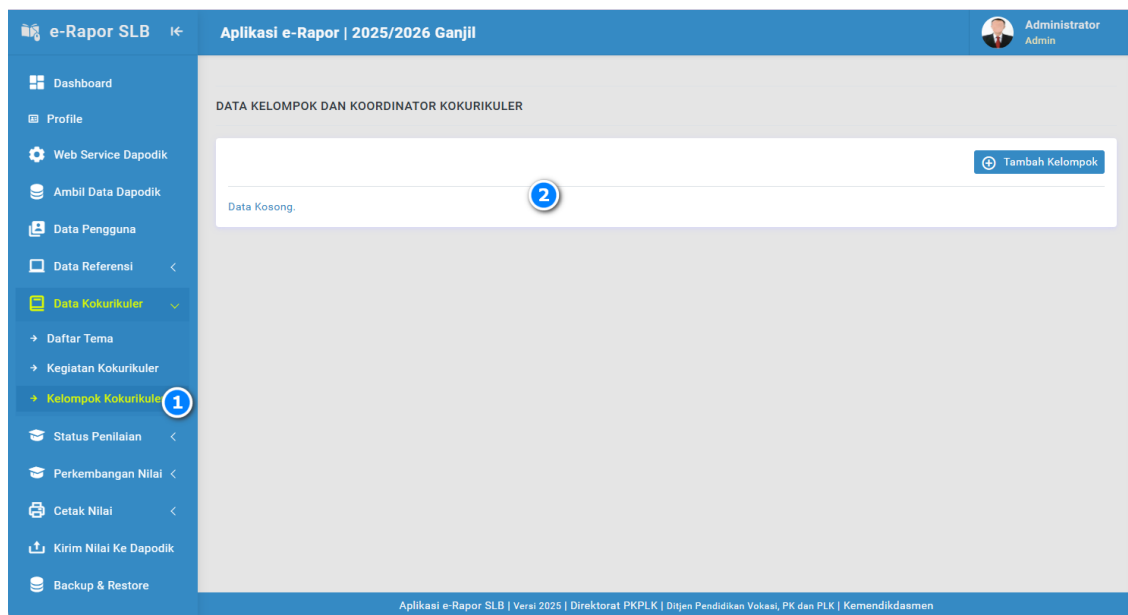 e-Rapor SLB
Aplikasi e-Rapor | 2025/2026 Ganjil
Administrator
Admin
Dashboard
Profile
Web Service Dapodik
Ambil Data Dapodik
Data Pengguna
Data Referensi
Data Kokurikuler
Daftar Tema
Kegiatan Kokurikuler
Kelompok Kokurikuler
1
Status Penilaian
Perkembangan Nilai
Cetak Nilai
Kirim Nilai Ke Dapodik
Backup & Restore
DATA KELOMPOK DAN KOORDINATOR KOKURIKULER
Tambah Kelompok
2
Data Kosong.
Aplikasi e-Rapor SLB | Versi 2025 | Direktorat PKPLK | Ditjen Pendidikan Vokasi, PK dan PLK | Kemendikdasmen